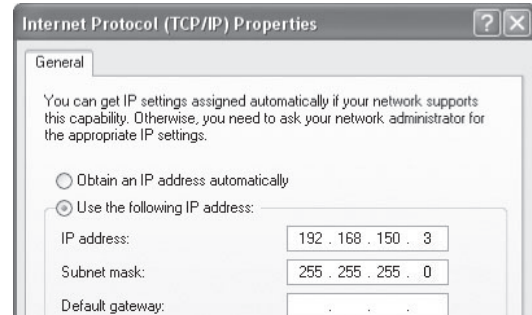 Internet Protocol (TCP/IP) Properties
General
You can get IP settings assigned automatically if your network supports
this capability. Otherwise, you need to ask your network administrator for
the appropriate IP settings.
Obtain an IP address automatically
Use the following IP address:
IP address: 192 . 168 . 150 . 3
Subnet mask: 255 . 255 . 255 . 0
Default gateway: . . .